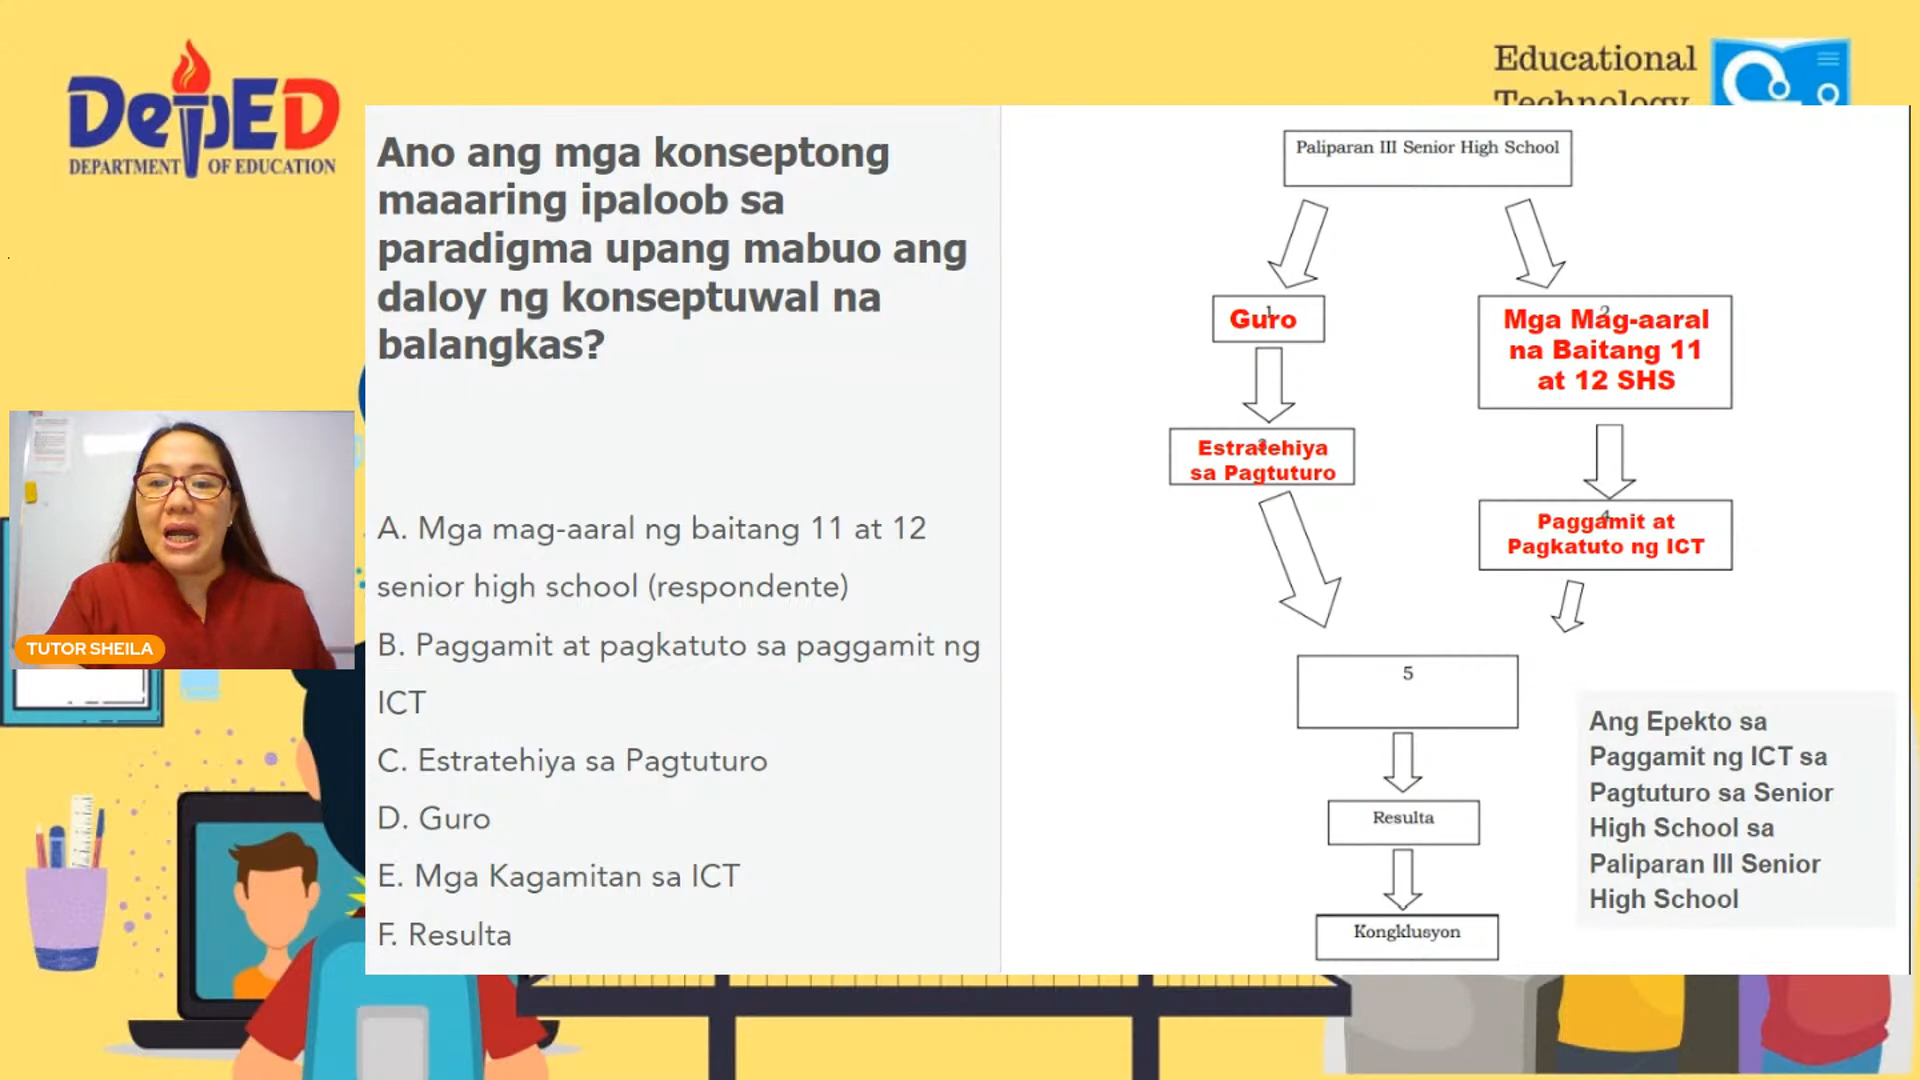 DepED
DEPARTMENT OF EDUCATION
Educational
Technology
Ano ang mga konseptong
maaaring ipaloob sa
paradigma upang mabuo ang
daloy ng konseptuwal na
balangkas?
A. Mga mag-aaral ng baitang 11 at 12
senior high school (respondente)
B. Paggamit at pagkatuto sa paggamit ng
ICT
C. Estratehiya sa Pagtuturo
D. Guro
E. Mga Kagamitan sa ICT
F. Resulta
TUTOR SHEILA
Paliparan III Senior High School
Guro
Mga Mag-aaral
na Baitang 11
at 12 SHS
Estratehiya
sa Pagtuturo
Paggamit at
Pagkatuto ng ICT
5
Resulta
Kongklusyon
Ang Epekto sa
Paggamit ng ICT sa
Pagtuturo sa Senior
High School sa
Paliparan III Senior
High School